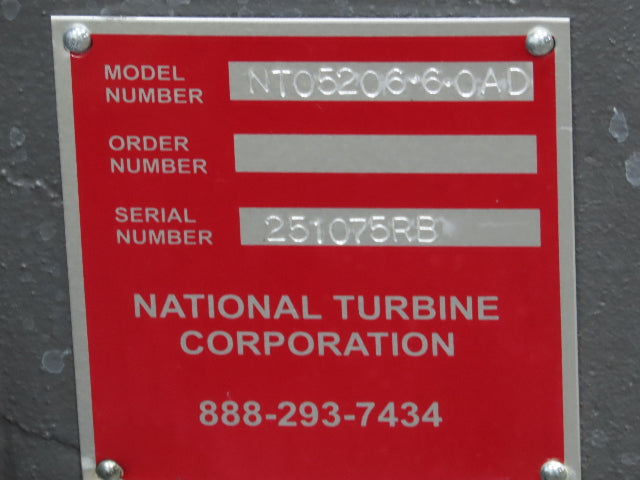 MODEL NUMBER NT05206·6·0AD
ORDER NUMBER
SERIAL NUMBER 251075RB
NATIONAL TURBINE
CORPORATION
888-293-7434